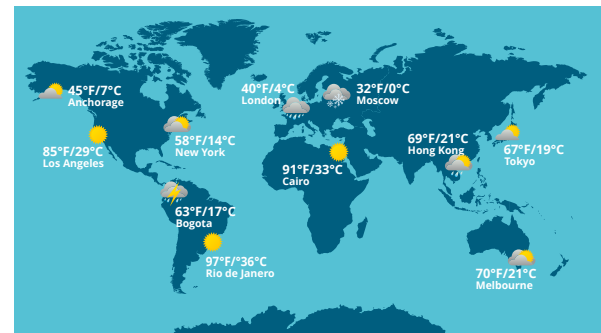 45°F/7°C
Anchorage
40°F/4°C
London
32°F/0°C
Moscow
58°F/14°C
New York
85°F/29°C
Los Angeles
69°F/21°C
Hong Kong
67°F/19°C
Tokyo
91°F/33°C
Cairo
63°F/17°C
Bogota
97°F/°36°C
Rio de Janero
70°F/21°C
Melbourne